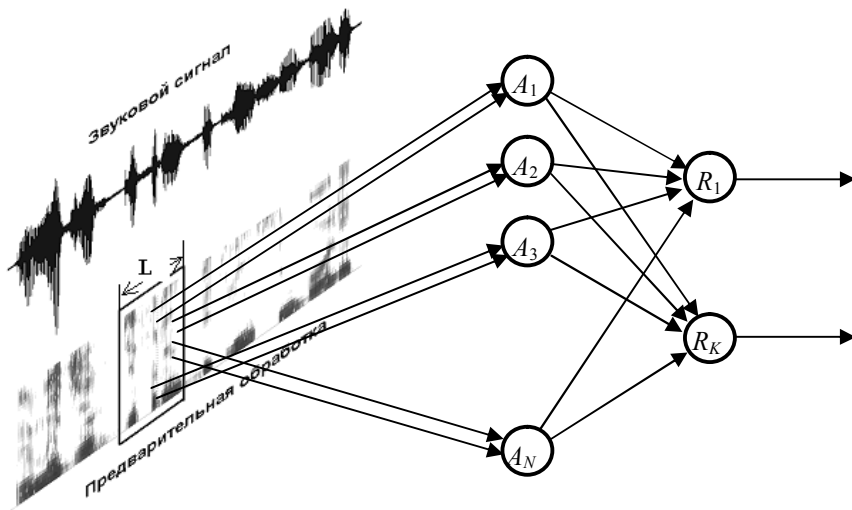 Звуковой сигнал
L
Предварительная обработка
A1
A2
A3
AN
R1
RK